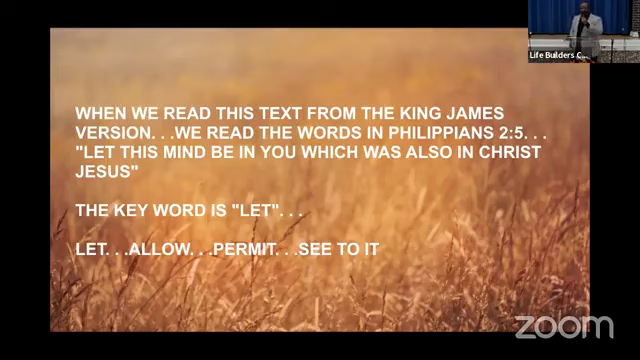 Life Builders C...
WHEN WE READ THIS TEXT FROM THE KING JAMES
VERSION. . .WE READ THE WORDS IN PHILIPPIANS 2:5. . .
"LET THIS MIND BE IN YOU WHICH WAS ALSO IN CHRIST
JESUS"
THE KEY WORD IS "LET". . .
LET. . .ALLOW. . .PERMIT. . .SEE TO IT
zoom